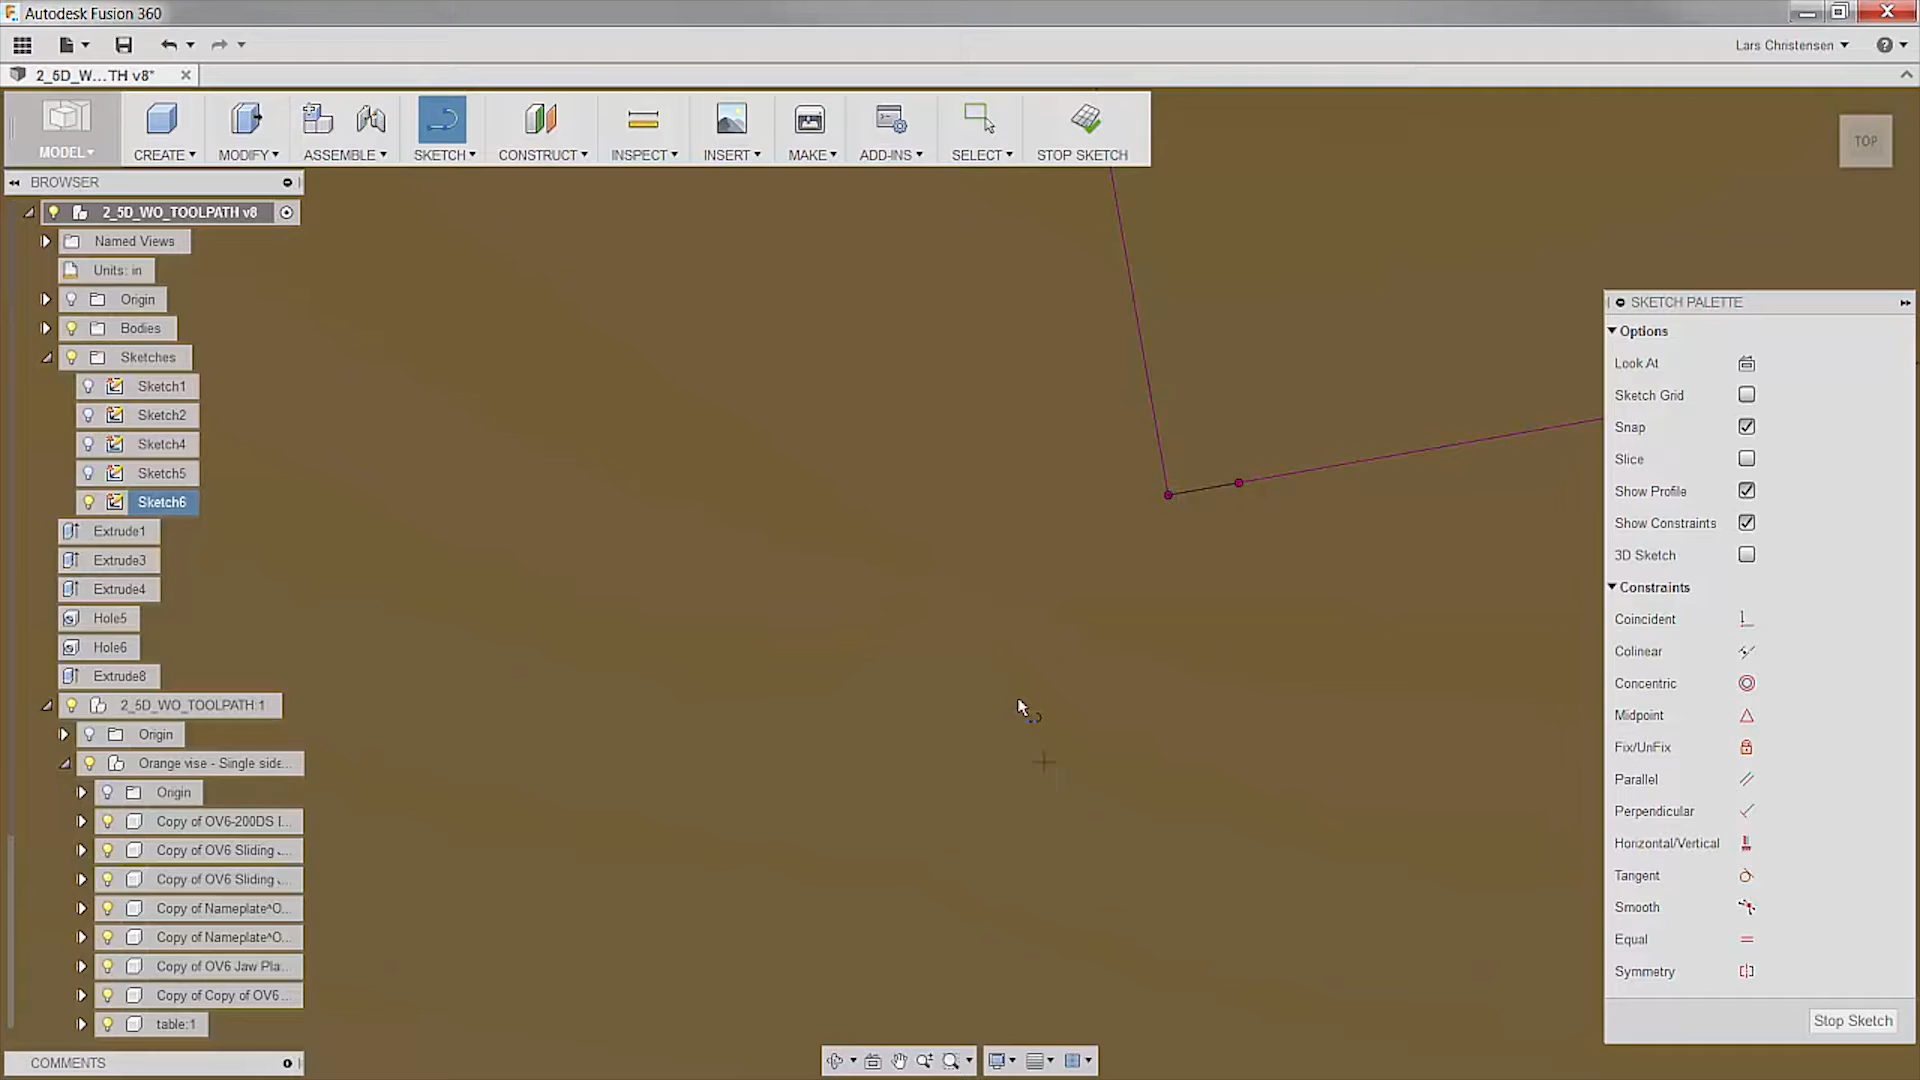 Autodesk Fusion 360
Lars Christensen
2_5D_W...TH v8*
MODEL
CREATE
MODIFY
ASSEMBLE
SKETCH
CONSTRUCT
INSPECT
INSERT
MAKE
ADD-INS
SELECT
STOP SKETCH
TOP
BROWSER
2_5D_WO_TOOLPATH v8
Named Views
Units: in
Origin
Bodies
Sketches
Sketch1
Sketch2
Sketch4
Sketch5
Sketch6
Extrude1
Extrude3
Extrude4
Hole5
Hole6
Extrude8
2_5D_WO_TOOLPATH:1
Origin
Orange vise - Single side...
Origin
Copy of OV6-200DS I...
Copy of OV6 Sliding ...
Copy of OV6 Sliding ...
Copy of Nameplate^O...
Copy of Nameplate^O...
Copy of OV6 Jaw Pla...
Copy of Copy of OV6 ...
table:1
COMMENTS
SKETCH PALETTE
Options
Look At
Sketch Grid
Snap
Slice
Show Profile
Show Constraints
3D Sketch
Constraints
Coincident
Colinear
Concentric
Midpoint
Fix/UnFix
Parallel
Perpendicular
Horizontal/Vertical
Tangent
Smooth
Equal
Symmetry
Stop Sketch